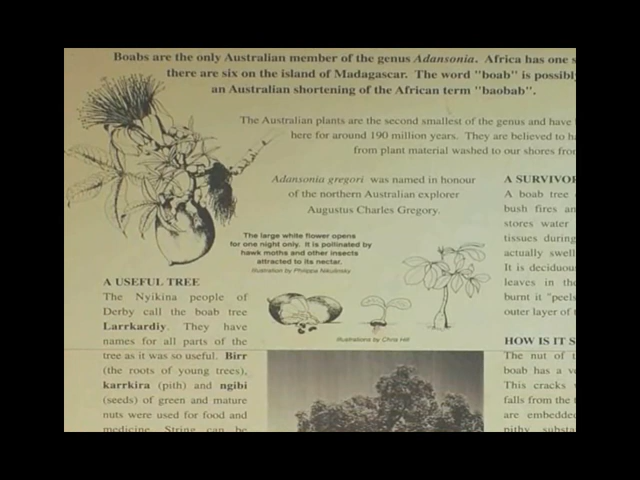 Boabs are the only Australian member of the genus Adansonia. Africa has one
there are six on the island of Madagascar. The word "boab" is possibly
an Australian shortening of the African term "baobab".
The Australian plants are the second smallest of the genus and have
here for around 190 million years. They are believed to
from plant material washed to our shores from
Adansonia gregori was named in honour
of the northern Australian explorer
Augustus Charles Gregory.
The large white flower opens
for one night only. It is pollinated by
hawk moths and other insects
attracted to its nectar.
Illustration by Philippa Nikulinsky
Illustrations by Chris Hill
A USEFUL TREE
The Nyikina people of
Derby call the boab tree
Larrkardiy. They have
names for all parts of the
tree as it was so useful. Birr
(the roots of young trees),
karrkira (pith) and ngibi
(seeds) of green and mature
nuts were used for food and
medicine. String can be
A SURVIVOR
A boab tree
bush fires
stores water
tissues during
actually swell
It is deciduous
leaves in the
burnt it "peels
outer layer of
HOW IS IT
The nut of
boab has a
This cracks
falls from the
are embedded
pithy